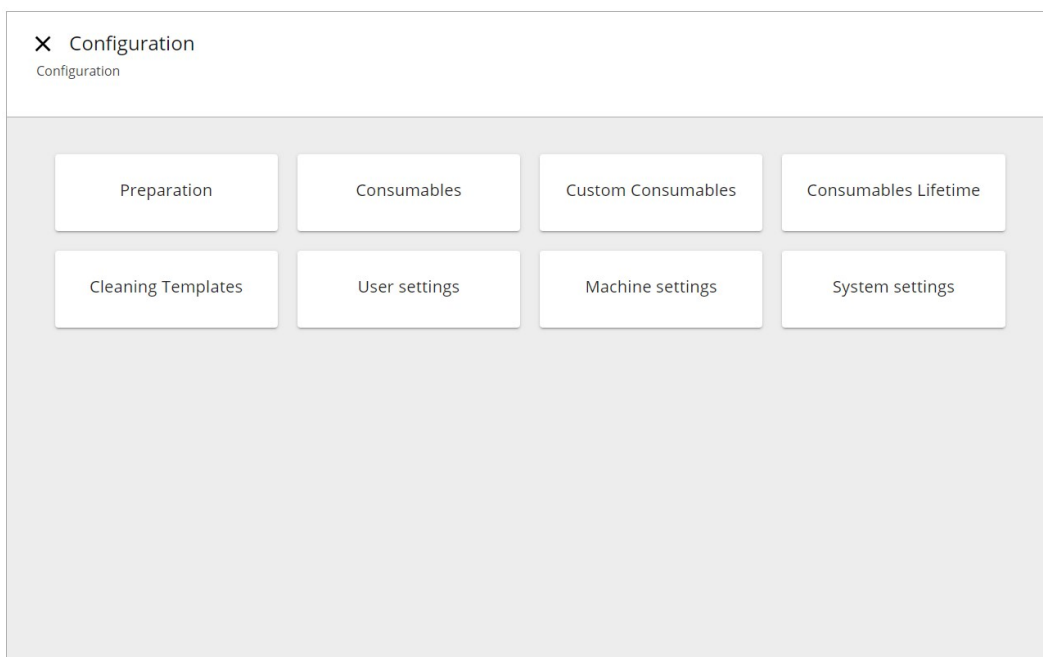 Configuration
Configuration
Preparation
Consumables
Custom Consumables
Consumables Lifetime
Cleaning Templates
User settings
Machine settings
System settings